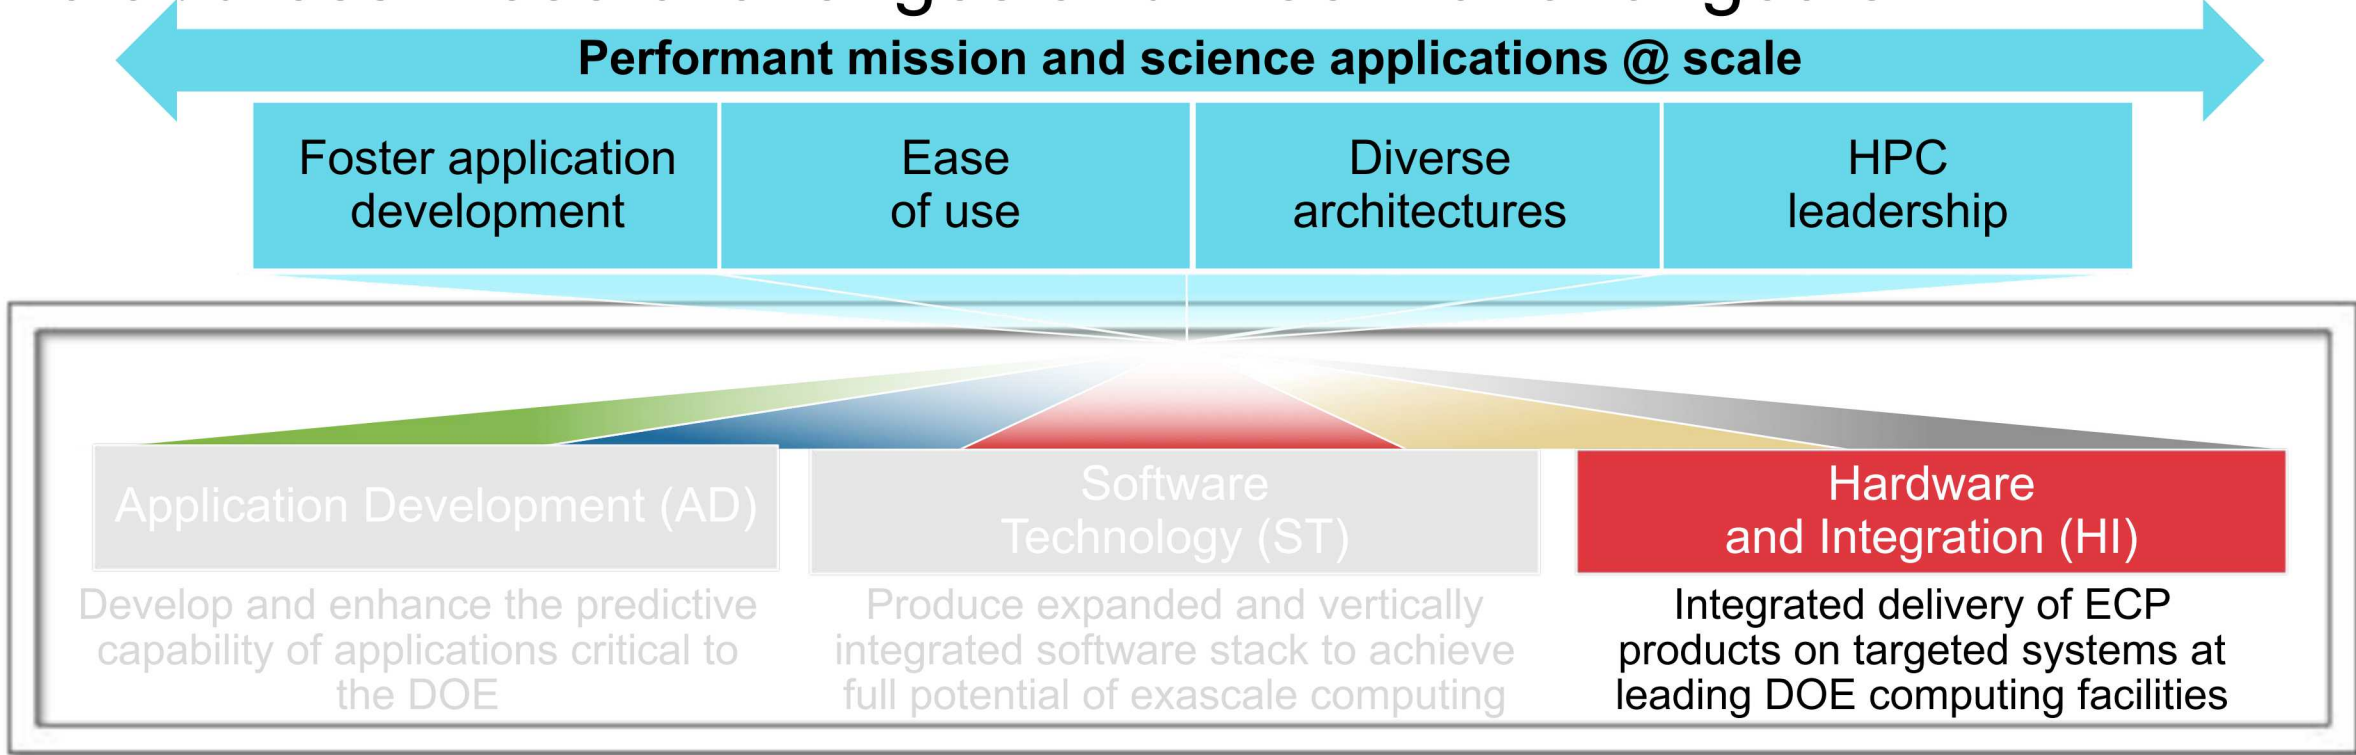 Performant mission and science applications @ scale
Foster application
development
Ease
of use
Diverse
architectures
HPC
leadership
Application Development (AD)
Software
Technology (ST)
Hardware
and Integration (HI)
Develop and enhance the predictive
capability of applications critical to
the DOE
Produce expanded and vertically
integrated software stack to achieve
full potential of exascale computing
Integrated delivery of ECP
products on targeted systems at
leading DOE computing facilities